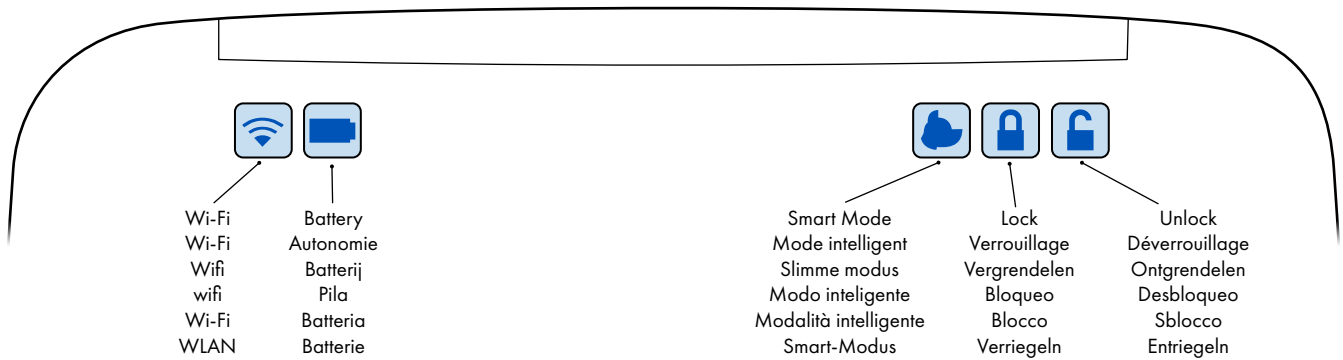 Wi-Fi Battery Smart Mode Lock Unlock
Wi-Fi Autonomie Mode intelligent Verrouillage Déverrouillage
Wifi Batterij Slimme modus Vergrendelen Ontgrendelen
wifi Pila Modo inteligente Bloqueo Desbloqueo
Wi-Fi Batteria Modalità intelligente Blocco Sblocco
WLAN Batterie Smart-Modus Verriegeln Entriegeln